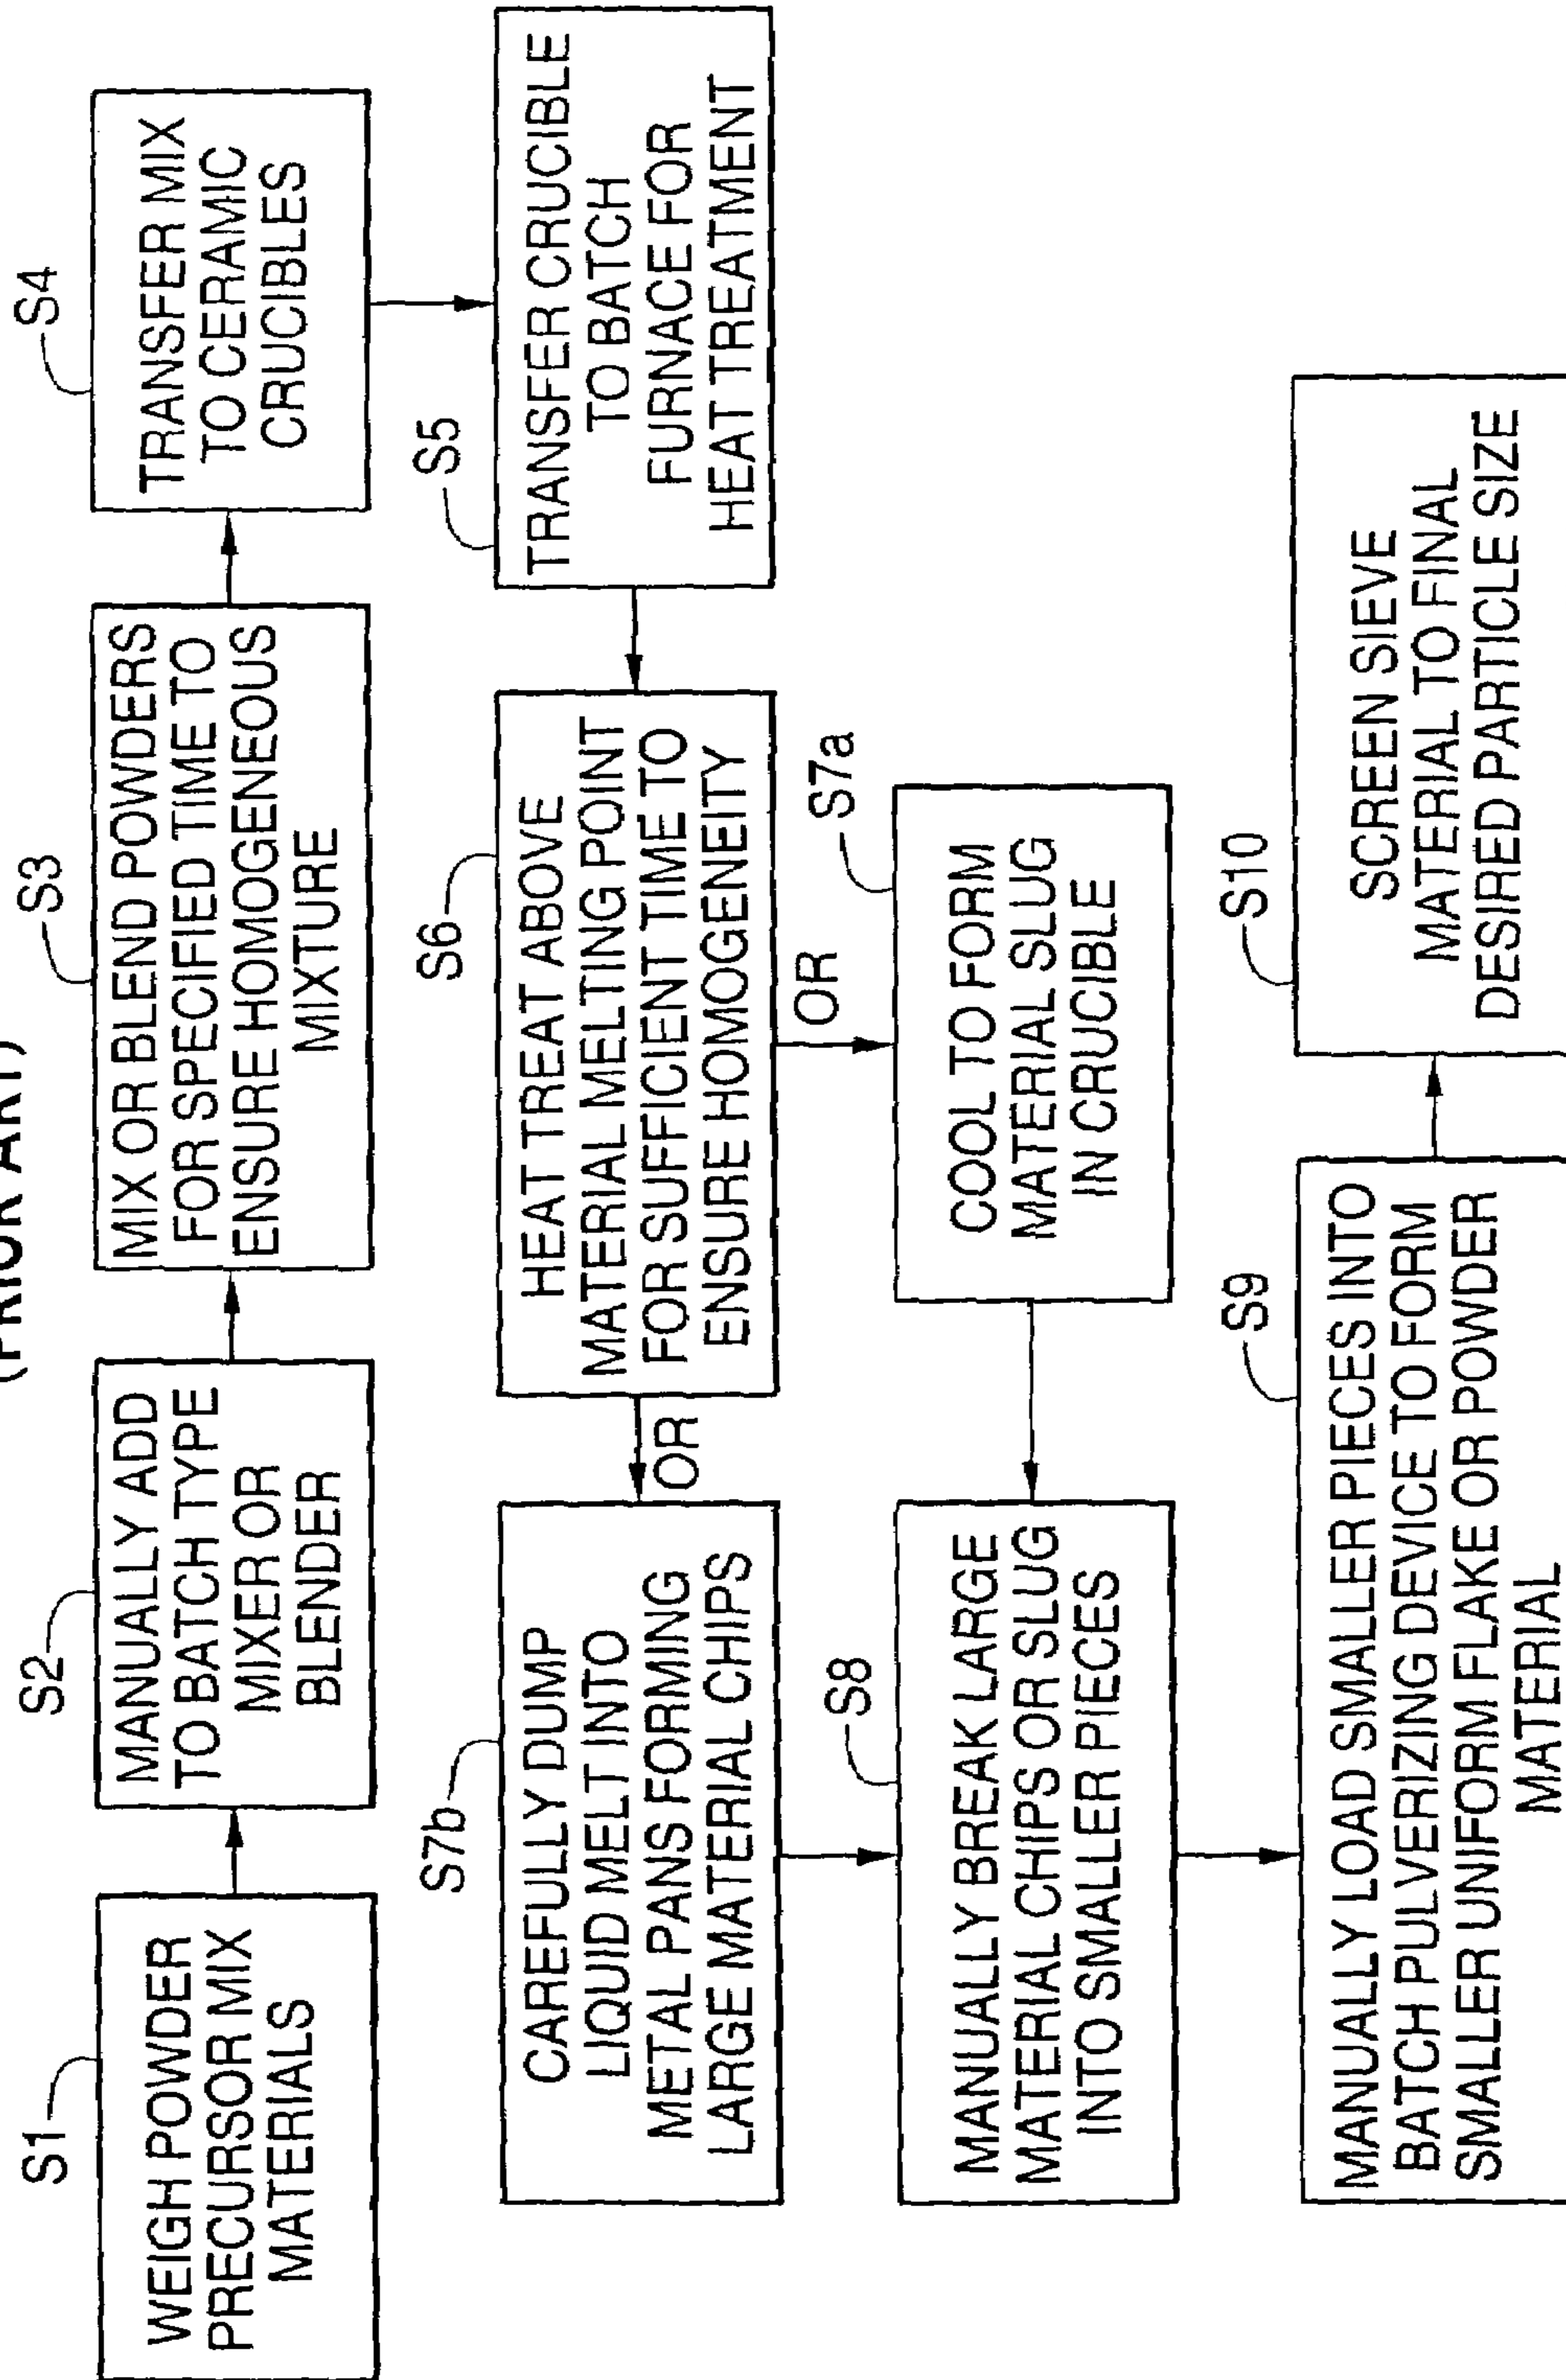 (PRIOR ART)
S1
WEIGH POWDER
PRECURSOR MIX
MATERIALS
S2
MANUALLY ADD
TO BATCH TYPE
MIXER OR
BLENDER
S3
MIX OR BLEND POWDERS
FOR SPECIFIED TIME TO
ENSURE HOMOGENEOUS
MIXTURE
S4
TRANSFER MIX
TO CERAMIC
CRUCIBLES
S5
TRANSFER CRUCIBLE
TO BATCH
FURNACE FOR
HEAT TREATMENT
S6
HEAT TREAT ABOVE
MATERIAL MELTING POINT
FOR SUFFICIENT TIME TO
ENSURE HOMOGENEITY
OR
OR
S7a
COOL TO FORM
MATERIAL SLUG
IN CRUCIBLE
S7b
CAREFULLY DUMP
LIQUID MELT INTO
METAL PANS FORMING
LARGE MATERIAL CHIPS
S8
MANUALLY BREAK LARGE
MATERIAL CHIPS OR SLUG
INTO SMALLER PIECES
S9
MANUALLY LOAD SMALLER PIECES INTO
BATCH PULVERIZING DEVICE TO FORM
SMALLER UNIFORM FLAKE OR POWDER
MATERIAL
S10
SCREEN SIEVE
MATERIAL TO FINAL
DESIRED PARTICLE SIZE